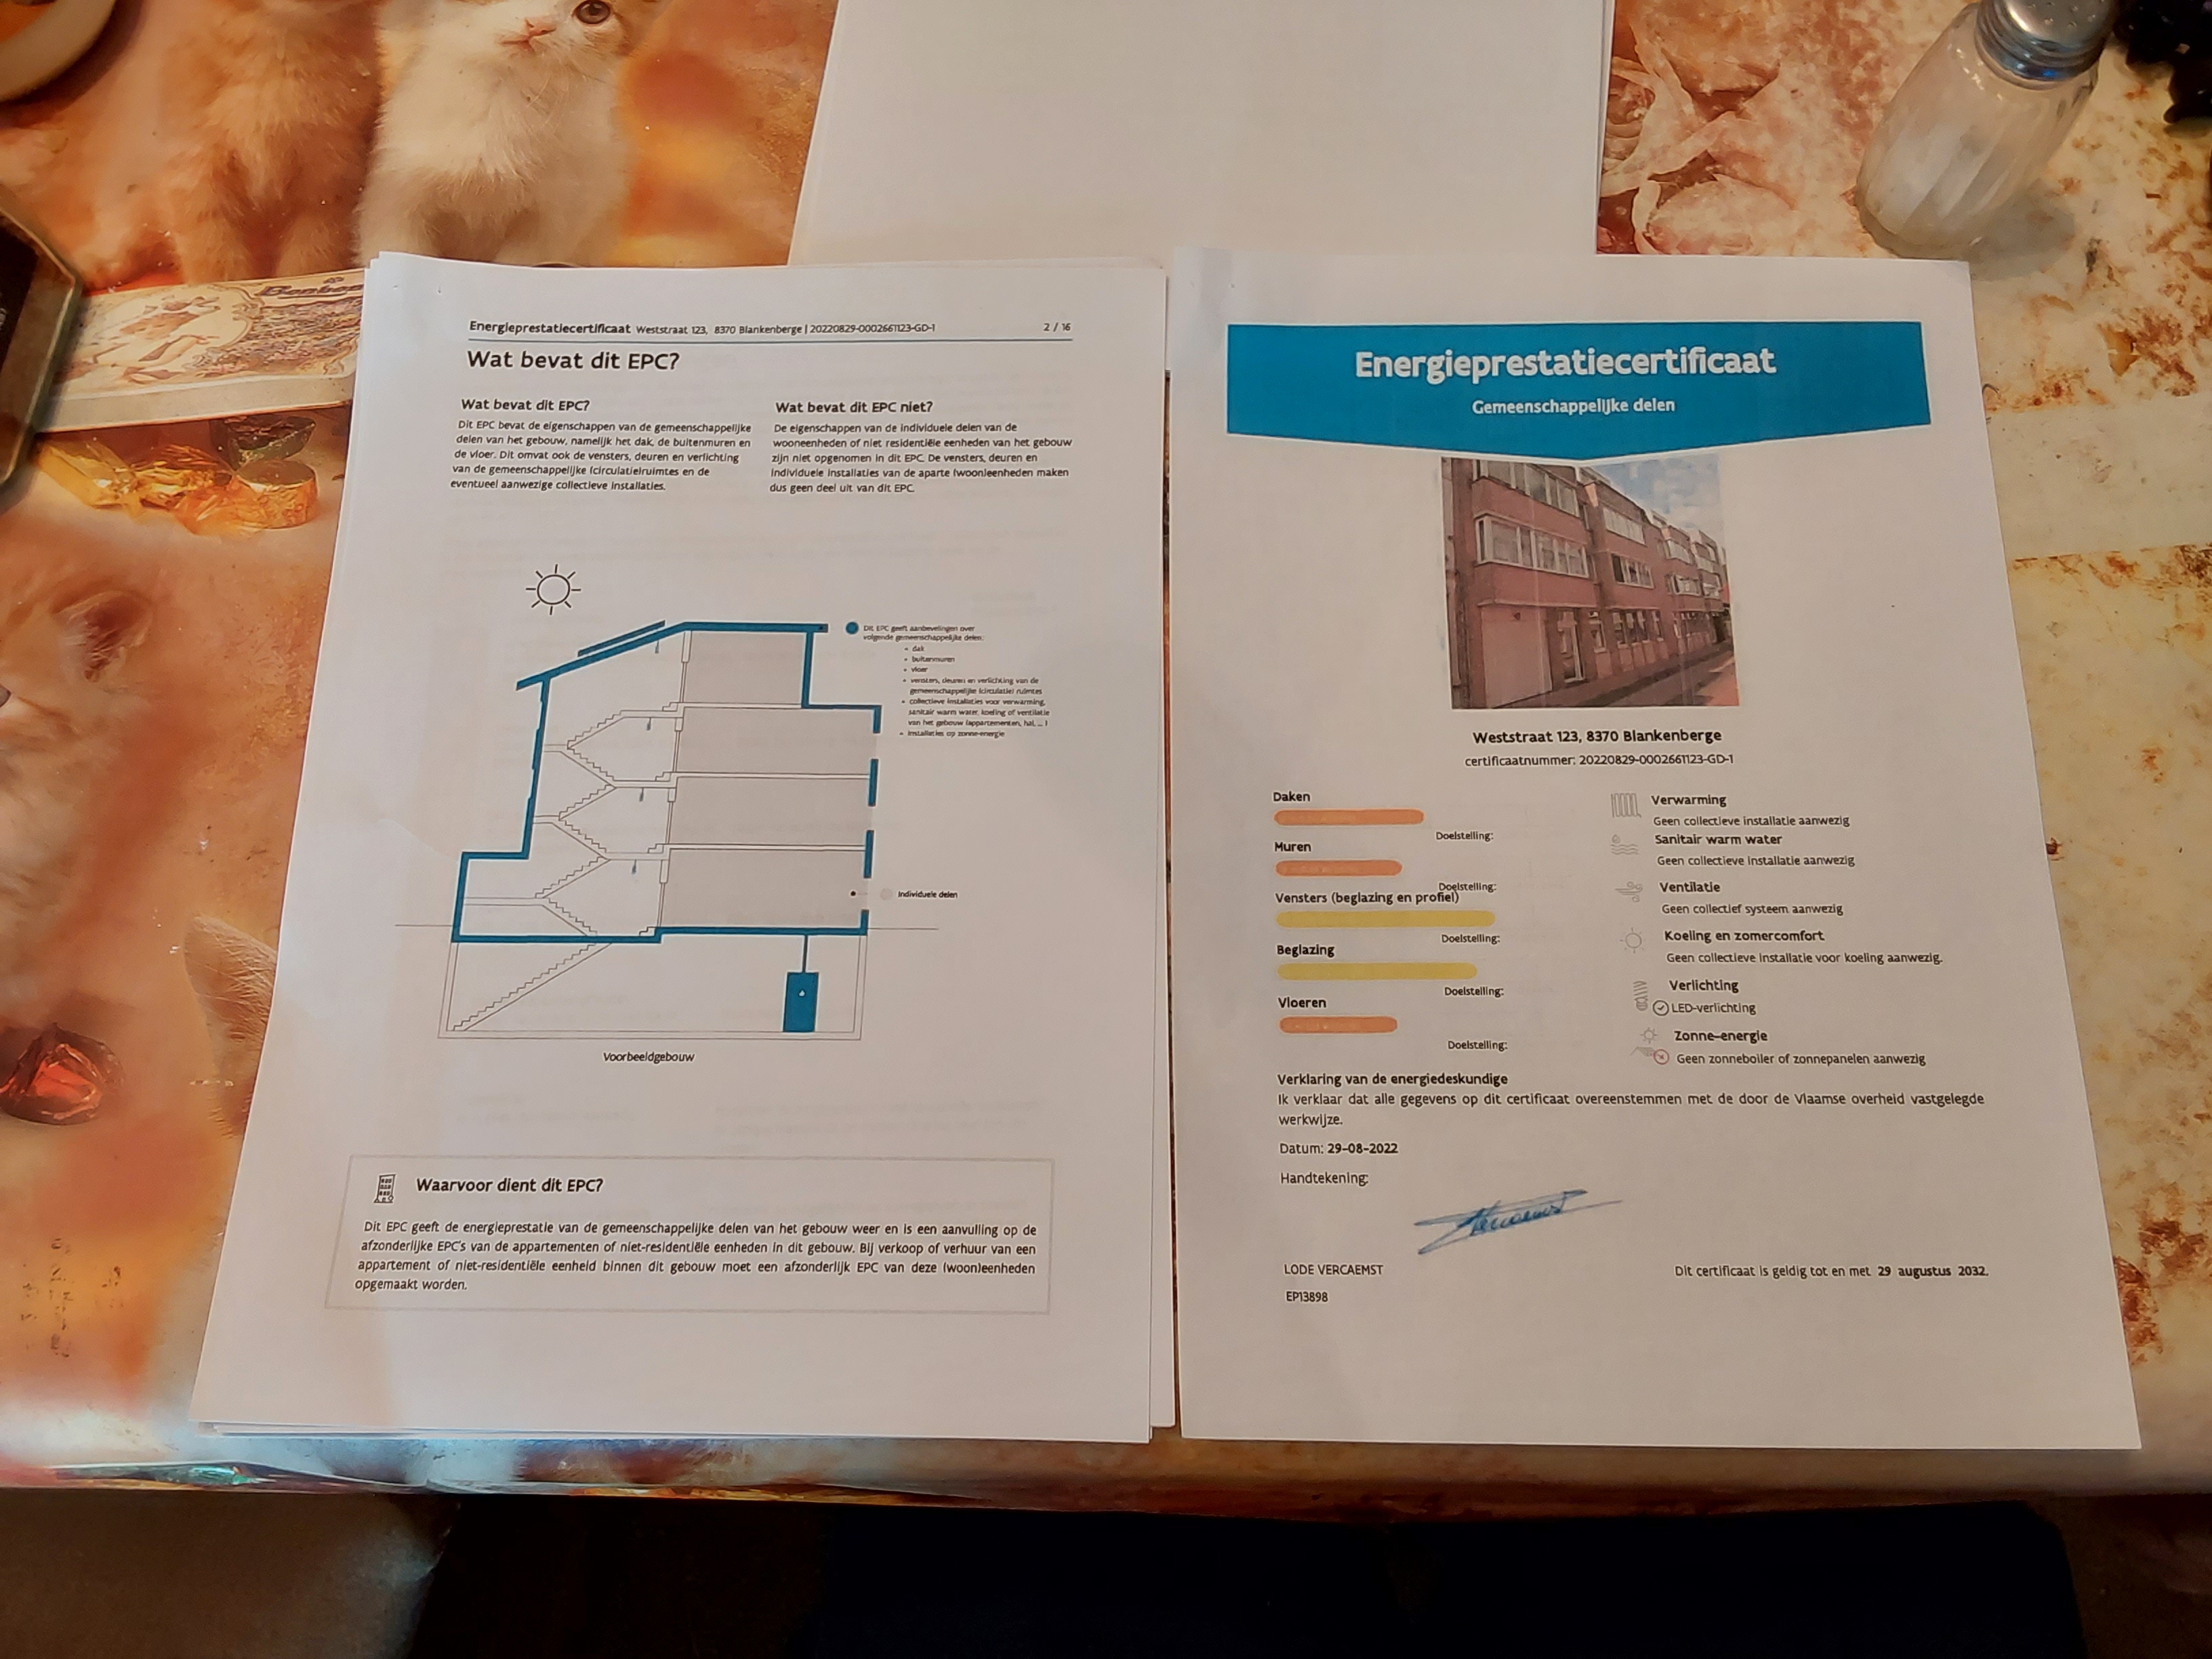 Energieprestatiecertificaat Weststraat 123, 8370 Blankenberge | 20220829-0002661123-GD-1 2 / 16
Wat bevat dit EPC?
Wat bevat dit EPC?
Dit EPC bevat de eigenschappen van de gemeenschappelijke
delen van het gebouw, namelijk het dak, de buitenmuren en
de vloer. Dit omvat ook de vensters, deuren en verlichting
van de gemeenschappelijke (circulatie)ruimtes en de
eventueel aanwezige collectieve installaties.
Wat bevat dit EPC niet?
De eigenschappen van de individuele delen van de
wooneenheden of niet residentiële eenheden van het gebouw
zijn niet opgenomen in dit EPC. De vensters, deuren en
individuele installaties van de aparte (woon)eenheden maken
dus geen deel uit van dit EPC.
Dit EPC geeft aanbevelingen over
volgende gemeenschappelijke delen:
• dak
• buitenmuren
• vloer
• vensters, deuren en verlichting van de
gemeenschappelijke (circulatie) ruimtes
• collectieve installaties voor verwarming,
sanitair warm water, koeling of ventilatie
van het gebouw (appartementen, hal, ... )
• installaties op zonne-energie
Individuele delen
Voorbeeldgebouw
Waarvoor dient dit EPC?
Dit EPC geeft de energieprestatie van de gemeenschappelijke delen van het gebouw weer en is een aanvulling op de
afzonderlijke EPC's van de appartementen of niet-residentiële eenheden in dit gebouw. Bij verkoop of verhuur van een
appartement of niet-residentiële eenheid binnen dit gebouw moet een afzonderlijk EPC van deze (woon)eenheden
opgemaakt worden.
Energieprestatiecertificaat
Gemeenschappelijke delen
Weststraat 123, 8370 Blankenberge
certificaatnummer: 20220829-0002661123-GD-1
Daken
Doelstelling:
Muren
Doelstelling:
Vensters (beglazing en profiel)
Doelstelling:
Beglazing
Doelstelling:
Vloeren
Doelstelling:
Verwarming
Geen collectieve installatie aanwezig
Sanitair warm water
Geen collectieve installatie aanwezig
Ventilatie
Geen collectief systeem aanwezig
Koeling en zomercomfort
Geen collectieve installatie voor koeling aanwezig.
Verlichting
LED-verlichting
Zonne-energie
Geen zonneboiler of zonnepanelen aanwezig
Verklaring van de energiedeskundige
Ik verklaar dat alle gegevens op dit certificaat overeenstemmen met de door de Vlaamse overheid vastgelegde
werkwijze.
Datum: 29-08-2022
Handtekening:
LODE VERCAEMST
EP13898
Dit certificaat is geldig tot en met 29 augustus 2032.